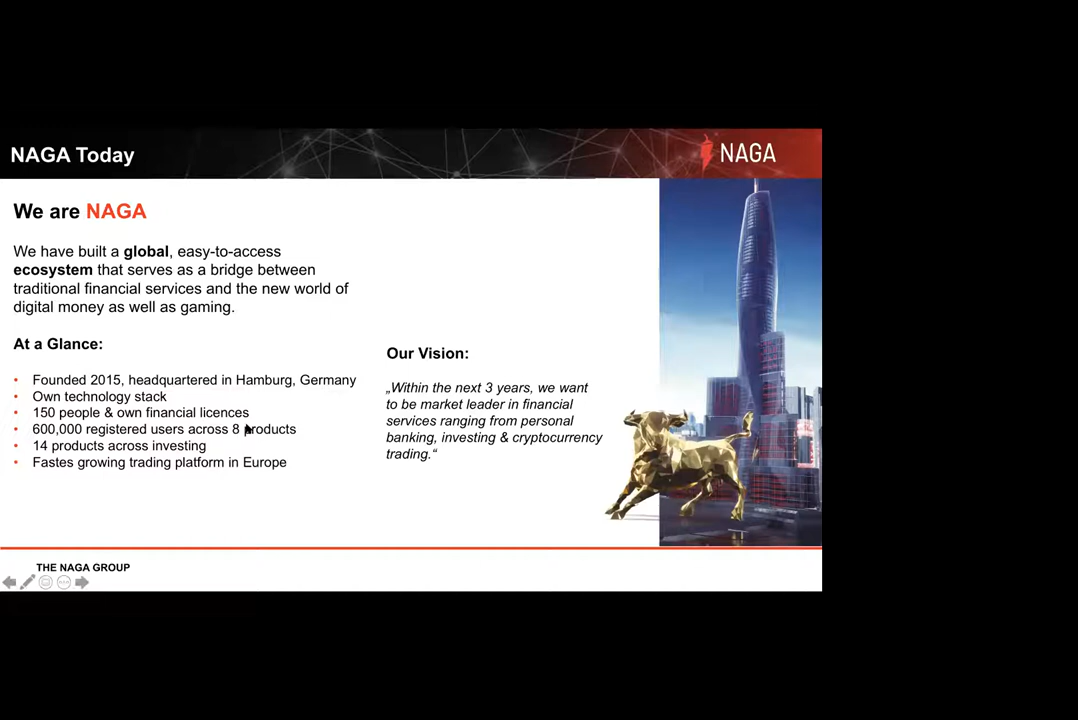 NAGA Today
NAGA
We are NAGA
We have built a global, easy-to-access
ecosystem that serves as a bridge between
traditional financial services and the new world of
digital money as well as gaming.
At a Glance:
• Founded 2015, headquartered in Hamburg, Germany
• Own technology stack
• 150 people & own financial licences
• 600,000 registered users across 8 products
• 14 products across investing
• Fastes growing trading platform in Europe
Our Vision:
„Within the next 3 years, we want
to be market leader in financial
services ranging from personal
banking, investing & cryptocurrency
trading.“
THE NAGA GROUP